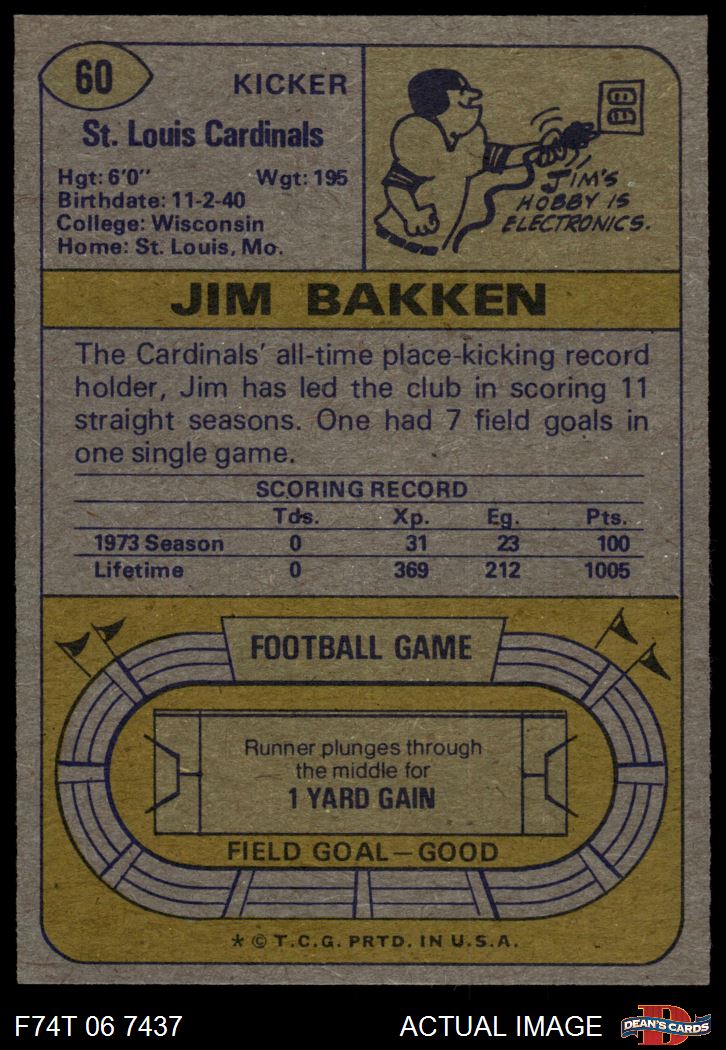 60
KICKER
St. Louis Cardinals
Hgt: 6'0" Wgt: 195
Birthdate: 11-2-40
College: Wisconsin
Home: St. Louis, Mo.
JIM'S
HOBBY IS
ELECTRONICS.
JIM BAKKEN
The Cardinals' all-time place-kicking record
holder, Jim has led the club in scoring 11
straight seasons. One had 7 field goals in
one single game.
SCORING RECORD
Tds. Xp. Fg. Pts.
1973 Season 0 31 23 100
Lifetime 0 369 212 1005
FOOTBALL GAME
Runner plunges through
the middle for
1 YARD GAIN
FIELD GOAL—GOOD
* © T.C.G. PRTD. IN U.S.A.
F74T 06 7437
ACTUAL IMAGE
D
DEAN'S CARDS